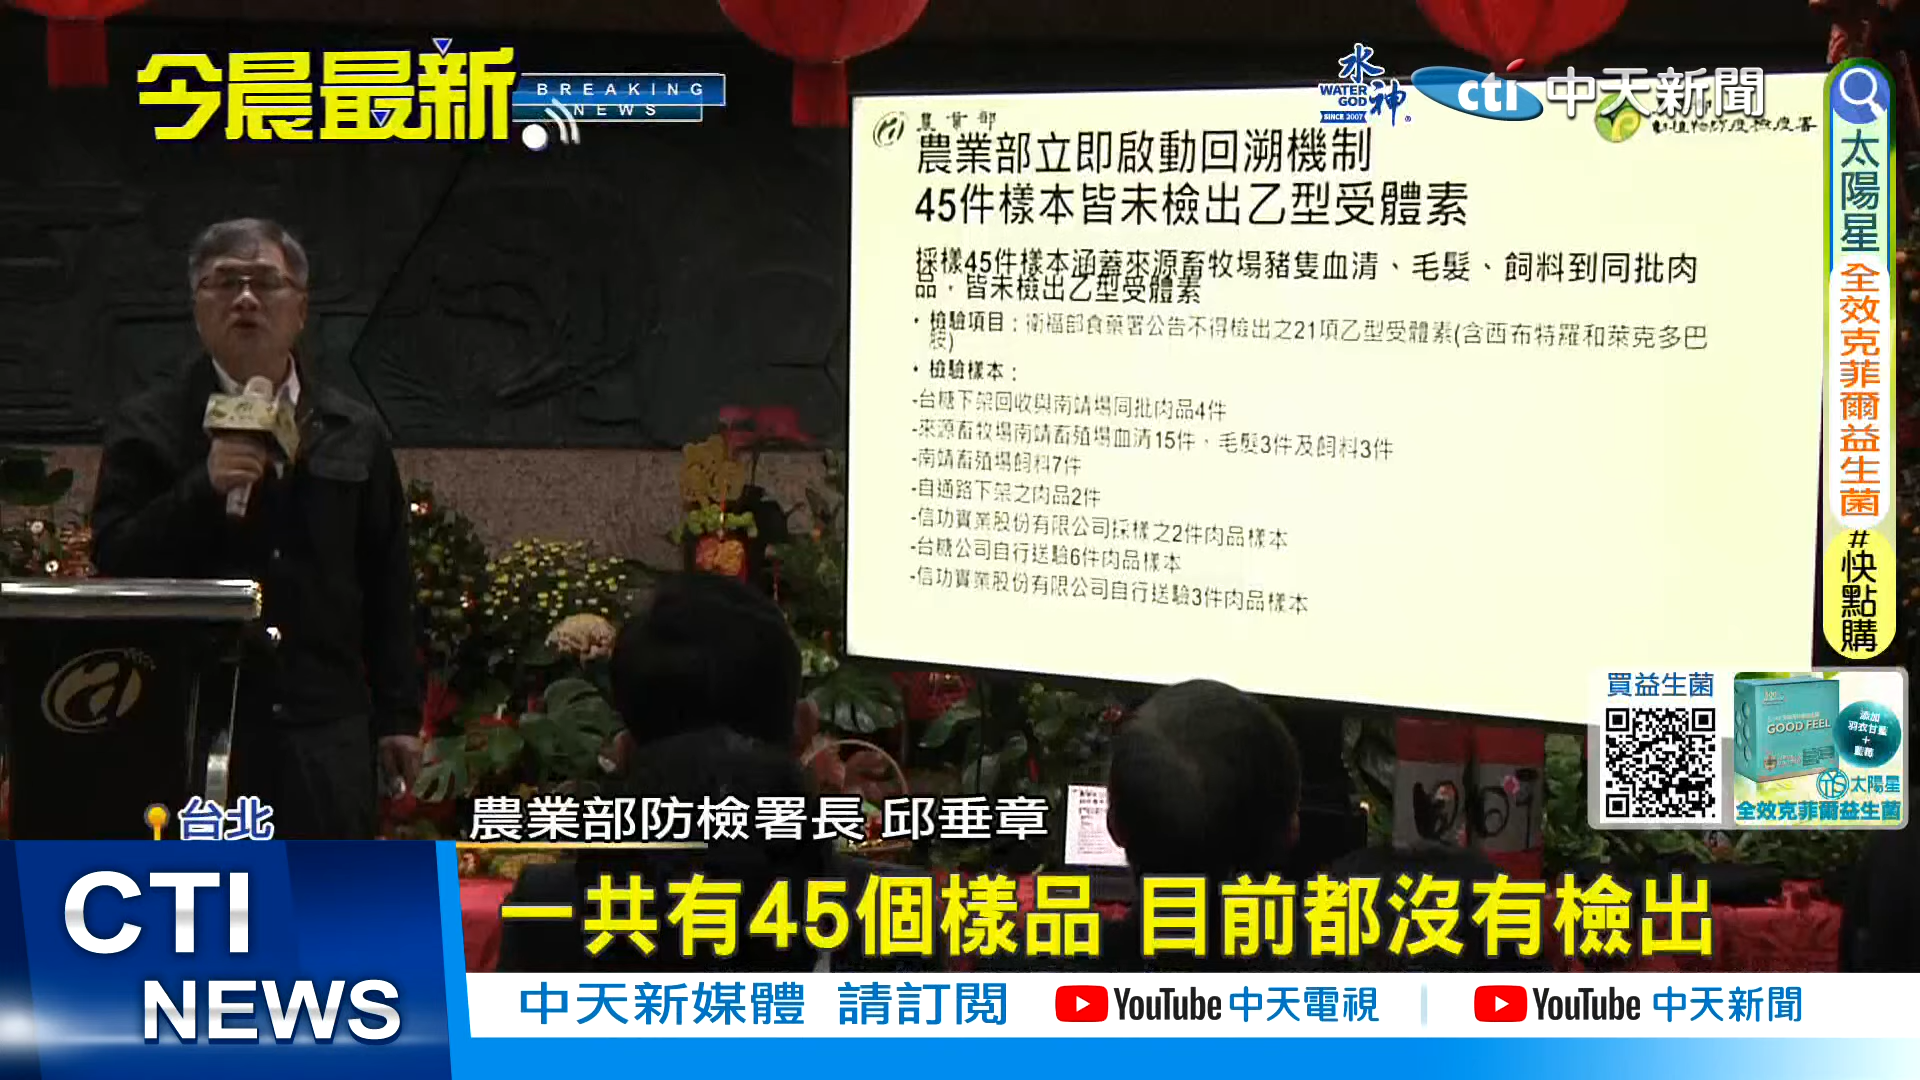 今晨最新
BREAKING
NEWS
水神
WATER
GOD
SINCE 2007
cti 中天新聞
農業部
農業部立即啟動回溯機制
45件樣本皆未檢出乙型受體素
採樣45件樣本涵蓋來源畜牧場豬隻血清、毛髮、飼料到同批肉
品,皆未檢出乙型受體素
• 檢驗項目：衛福部食藥署公告不得檢出之21項乙型受體素(含西布特羅和萊克多巴
胺)
• 檢驗樣本：
-台糖下架回收與南靖場同批肉品4件
-來源畜牧場南靖畜殖場血清15件、毛髮3件及飼料3件
-南靖畜殖場飼料7件
-自通路下架之肉品2件
-信功實業股份有限公司採樣之2件肉品樣本
-台糖公司自行送驗6件肉品樣本
-信功實業股份有限公司自行送驗3件肉品樣本
太陽星
全效克菲爾益生菌
#快點購
買益生菌
GOOD FEEL
添加
羽衣甘藍
+
藍莓
太陽星
全效克菲爾益生菌
台北
農業部防檢署長 邱垂章
一共有45個樣品 目前都沒有檢出
CTI
NEWS
中天新媒體 請訂閱 YouTube 中天電視 | YouTube 中天新聞